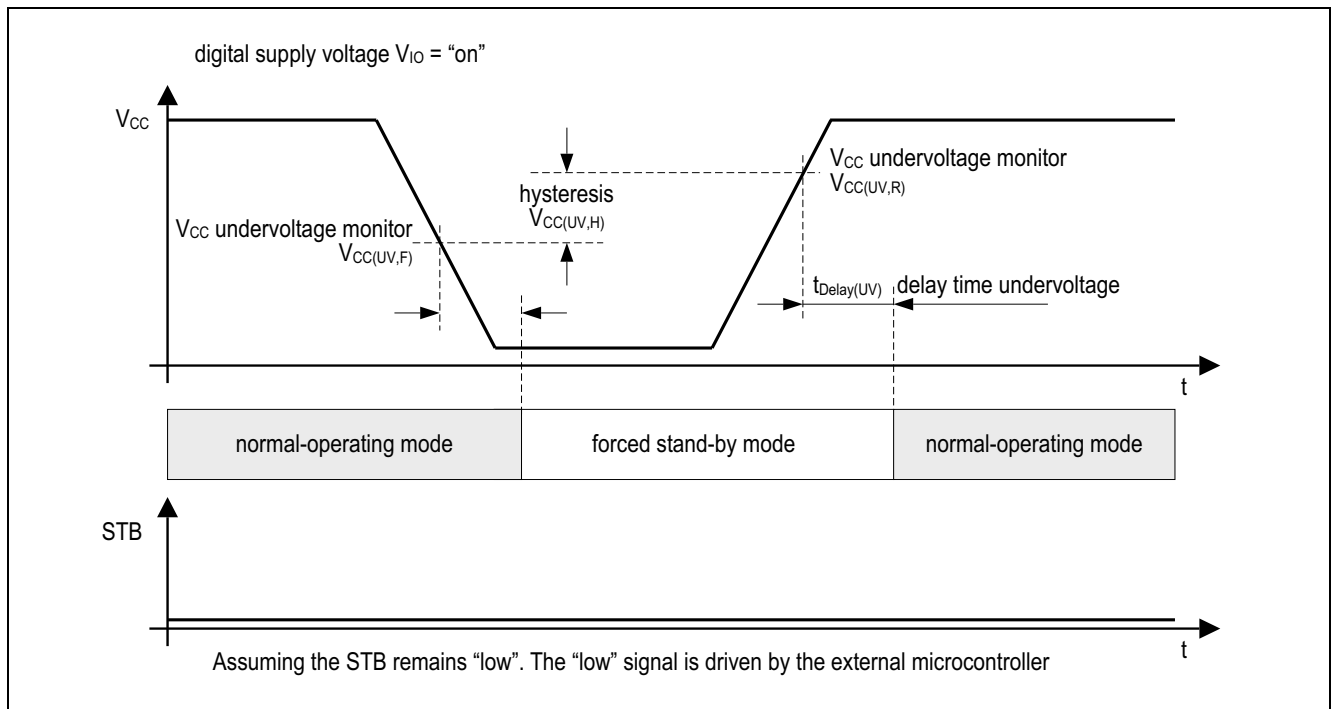 digital supply voltage VIO = “on”
VCC
VCC undervoltage monitor
VCC(UV,R)
hysteresis
VCC(UV,H)
VCC undervoltage monitor
VCC(UV,F)
tDelay(UV) delay time undervoltage
t
normal-operating mode forced stand-by mode normal-operating mode
STB
t
Assuming the STB remains “low”. The “low” signal is driven by the external microcontroller